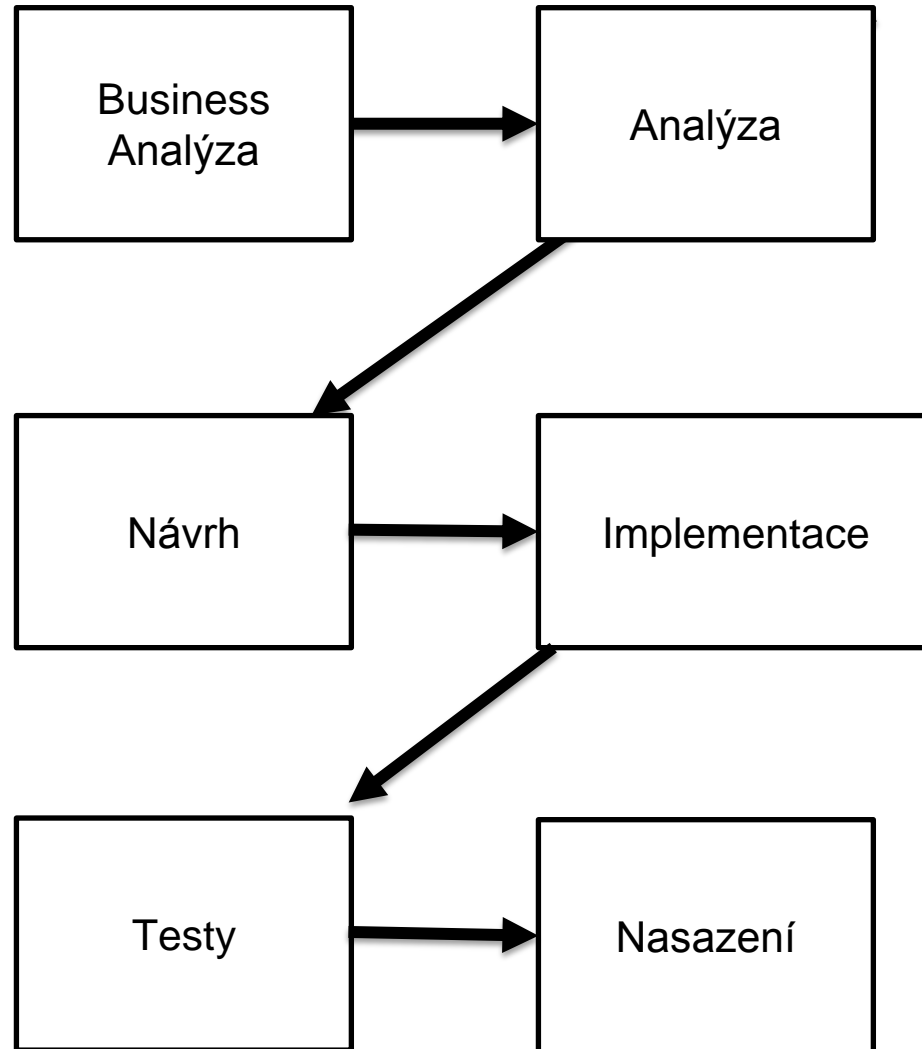 Business
Analýza
Analýza
Návrh
Implementace
Testy
Nasazení